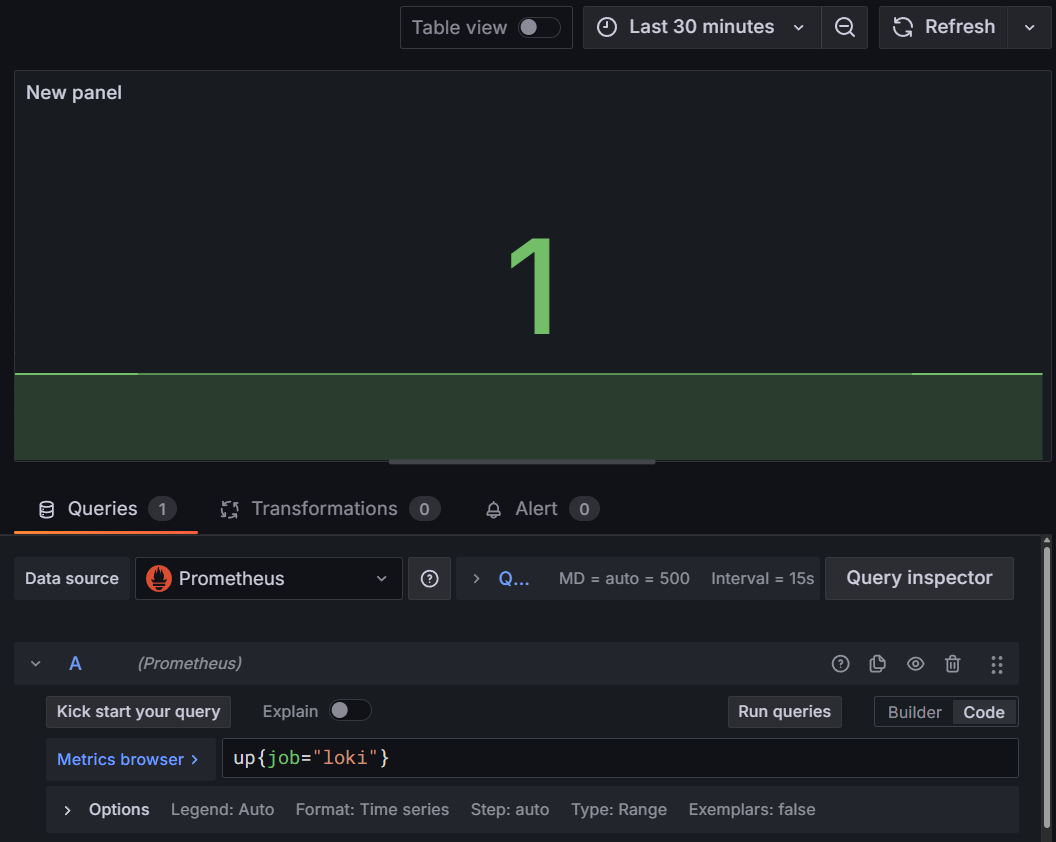 Table view Last 30 minutes Refresh
New panel
1
Queries 1 Transformations 0 Alert 0
Data source Prometheus Q... MD = auto = 500 Interval = 15s Query inspector
A (Prometheus)
Kick start your query Explain Run queries Builder Code
Metrics browser > up{job="loki"}
Options Legend: Auto Format: Time series Step: auto Type: Range Exemplars: false